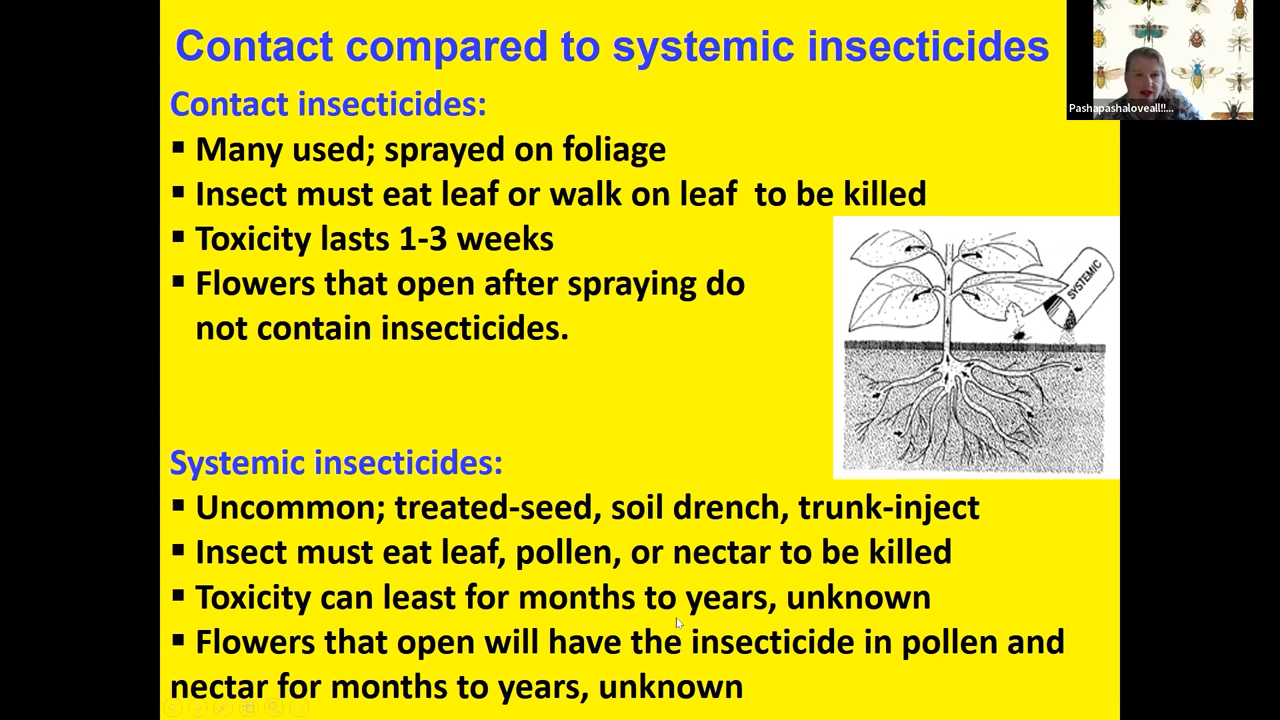 Contact compared to systemic insecticides
Pashapashaloveall!!...
Contact insecticides:
▪ Many used; sprayed on foliage
▪ Insect must eat leaf or walk on leaf  to be killed
▪ Toxicity lasts 1-3 weeks
▪ Flowers that open after spraying do
not contain insecticides.
SYSTEMIC
Systemic insecticides:
▪ Uncommon; treated-seed, soil drench, trunk-inject
▪ Insect must eat leaf, pollen, or nectar to be killed
▪ Toxicity can least for months to years, unknown
▪ Flowers that open will have the insecticide in pollen and
nectar for months to years, unknown